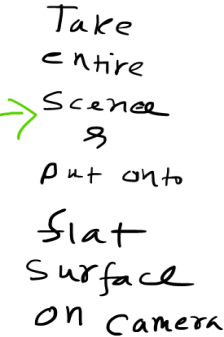 Take
entire
Scence
&
put onto
flat
surface
on camera